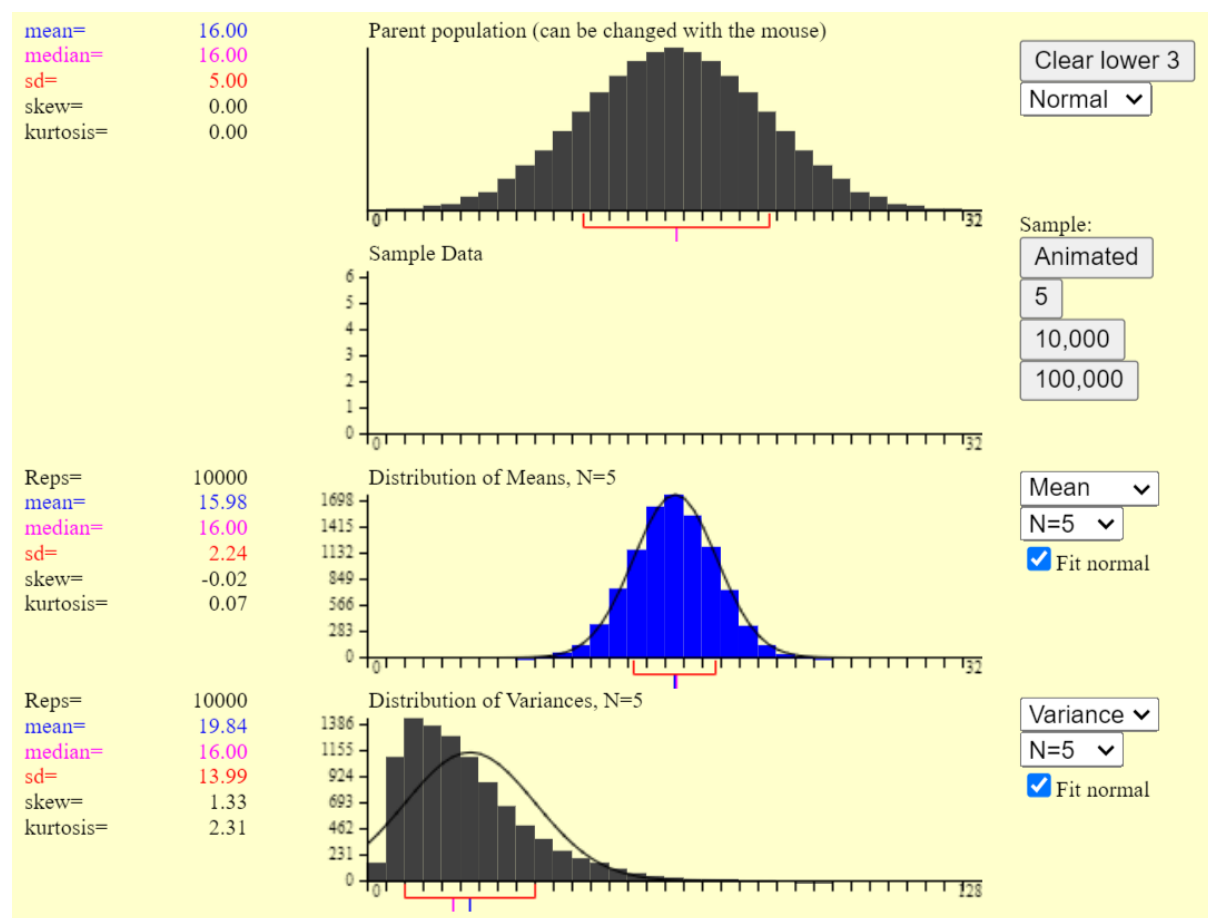 mean= 16.00
median= 16.00
sd= 5.00
skew= 0.00
kurtosis= 0.00
Parent population (can be changed with the mouse)
0 32
Clear lower 3
Normal
Sample:
Animated
5
10,000
100,000
Sample Data
6
5
4
3
2
1
0
0 32
Reps= 10000
mean= 15.98
median= 16.00
sd= 2.24
skew= -0.02
kurtosis= 0.07
Distribution of Means, N=5
1698
1415
1132
849
566
283
0
0 32
Mean
N=5
Fit normal
Reps= 10000
mean= 19.84
median= 16.00
sd= 13.99
skew= 1.33
kurtosis= 2.31
Distribution of Variances, N=5
1386
1155
924
693
462
231
0
0 128
Variance
N=5
Fit normal